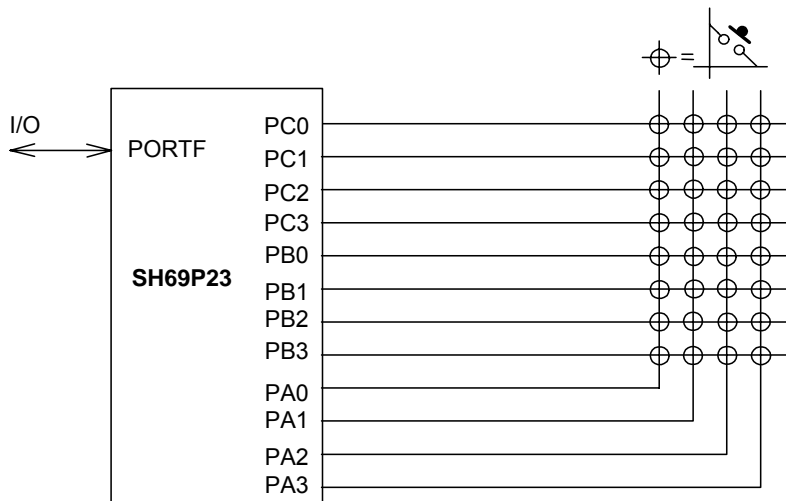 =
I/O
PORTF
SH69P23
PC0
PC1
PC2
PC3
PB0
PB1
PB2
PB3
PA0
PA1
PA2
PA3